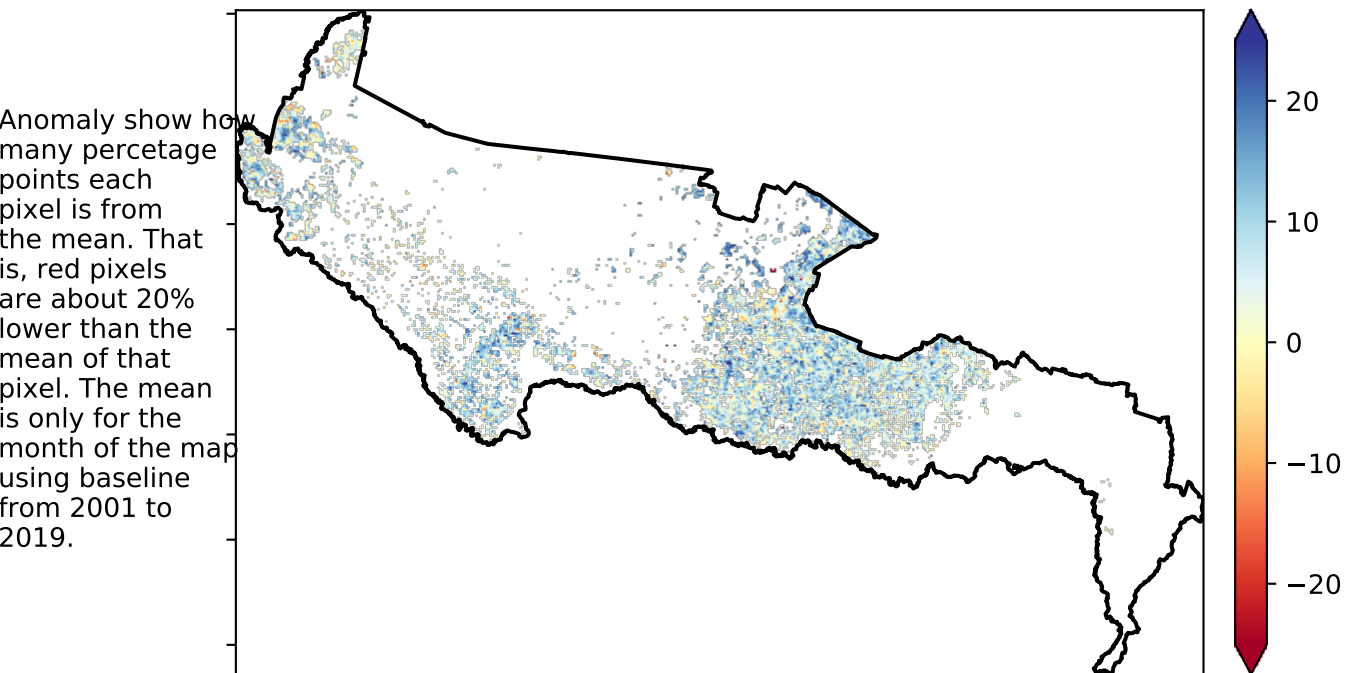 Anomaly show how
many percetage
points each
pixel is from
the mean. That
is, red pixels
are about 20%
lower than the
mean of that
pixel. The mean
is only for the
month of the map
using baseline
from 2001 to
2019.
20
10
0
−10
−20